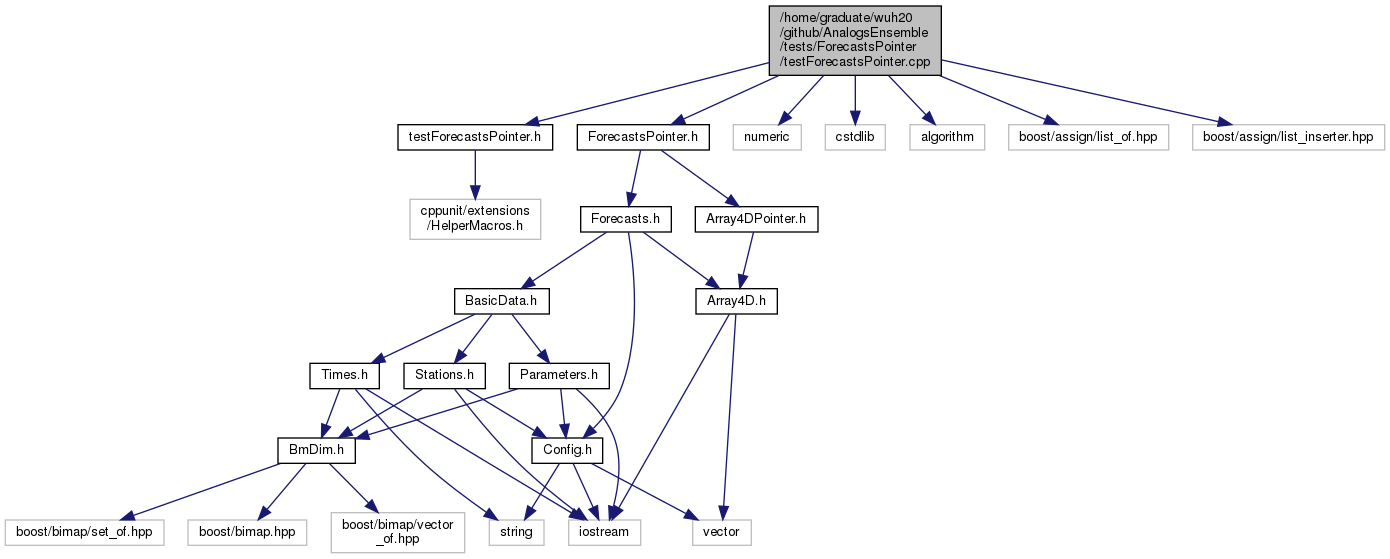 /home/graduate/wuh20
/github/AnalogsEnsemble
/tests/ForecastsPointer
/testForecastsPointer.cpp
testForecastsPointer.h
ForecastsPointer.h
numeric
cstdlib
algorithm
boost/assign/list_of.hpp
boost/assign/list_inserter.hpp
cppunit/extensions
/HelperMacros.h
Forecasts.h
Array4DPointer.h
BasicData.h
Array4D.h
Times.h
Stations.h
Parameters.h
BmDim.h
Config.h
boost/bimap/set_of.hpp
boost/bimap.hpp
boost/bimap/vector
_of.hpp
string
iostream
vector